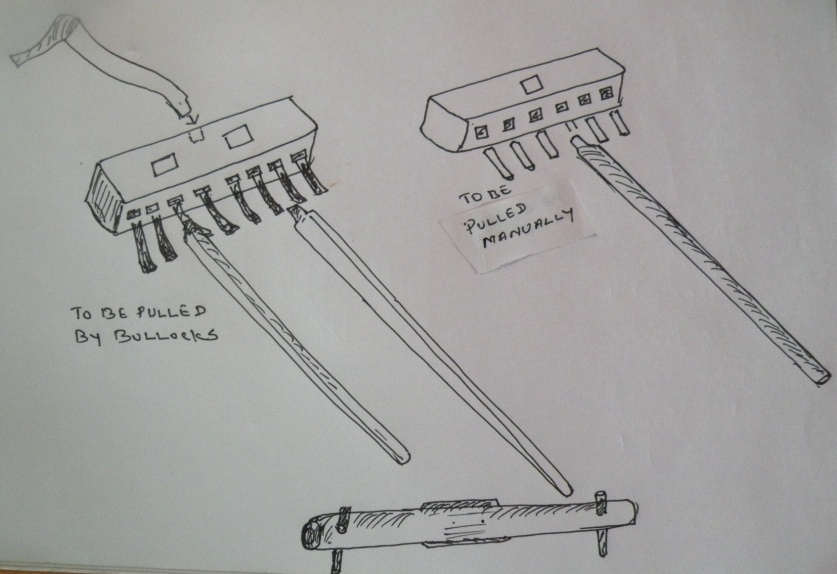 TO BE PULLED
BY BULLOCKS
TO BE
PULLED
MANUALLY